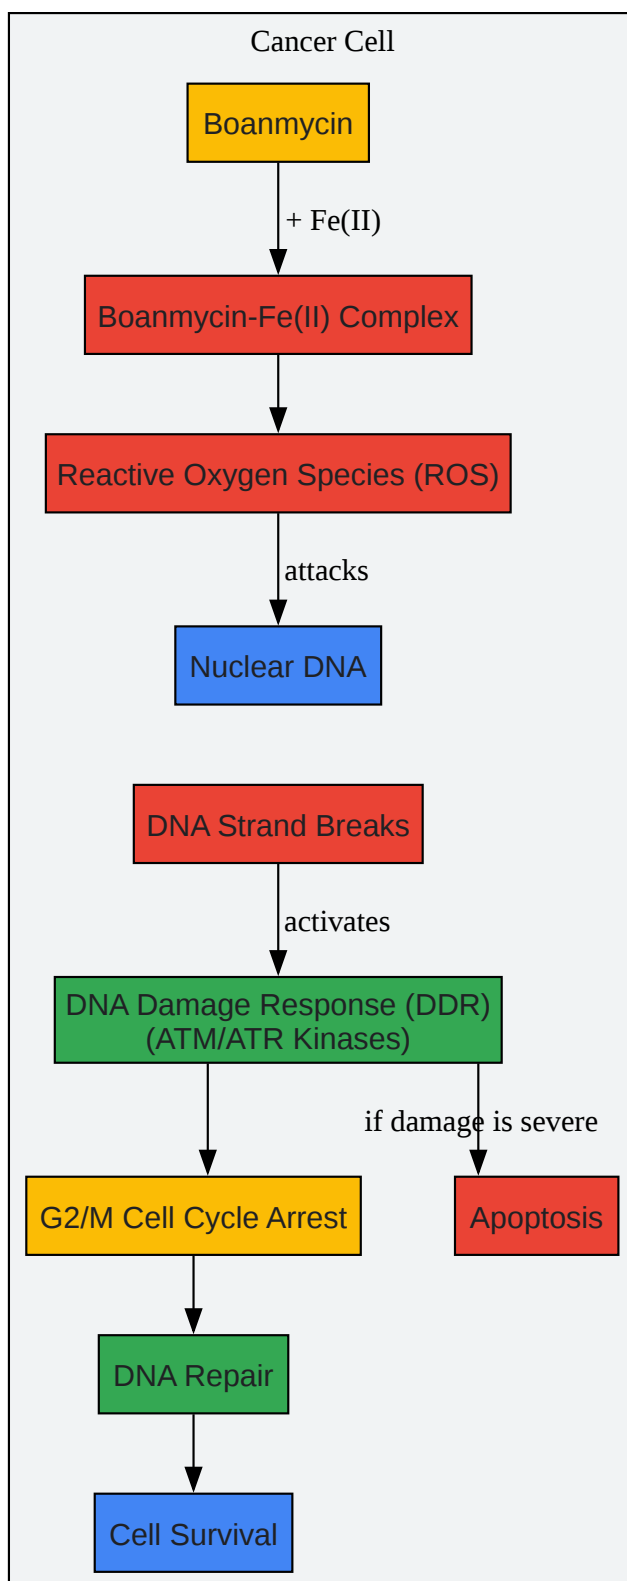 Cancer Cell
Boanmycin
+ Fe(II)
Boanmycin-Fe(II) Complex
Reactive Oxygen Species (ROS)
attacks
Nuclear DNA
DNA Strand Breaks
activates
DNA Damage Response (DDR)
(ATM/ATR Kinases)
if damage is severe
G2/M Cell Cycle Arrest
Apoptosis
DNA Repair
Cell Survival